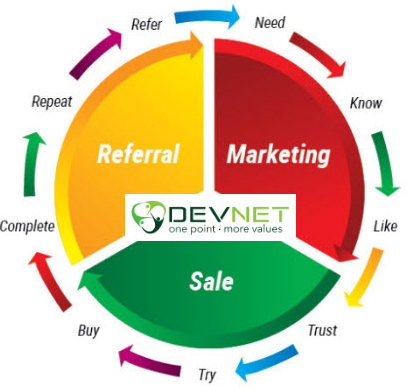 Refer
Need
Repeat
Know
Referral
Marketing
DEVNET
one point · more values
Complete
Like
Sale
Buy
Trust
Try